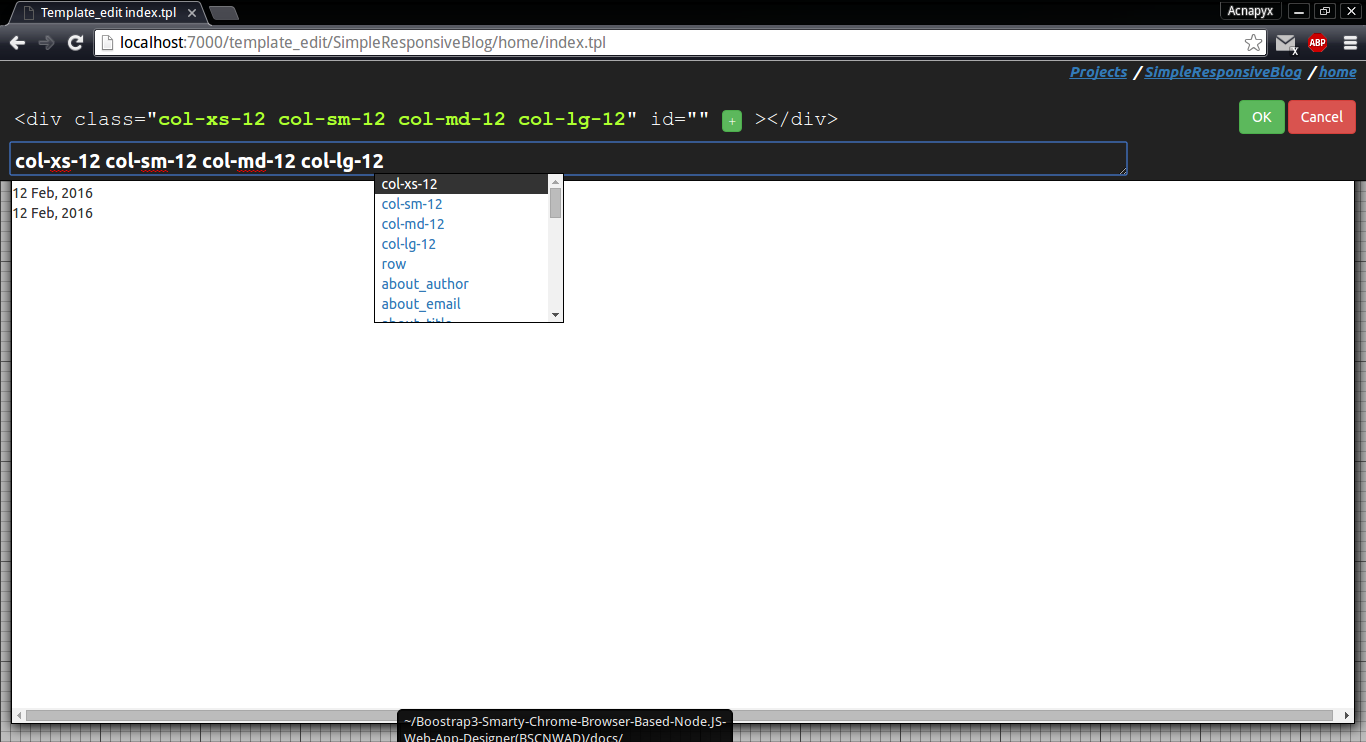 Template_edit index.tpl
Acnapyx
localhost:7000/template_edit/SimpleResponsiveBlog/home/index.tpl
ABP
x
Projects / SimpleResponsiveBlog / home
<div class="col-xs-12 col-sm-12 col-md-12 col-lg-12" id="" + ></div>
OK Cancel
col-xs-12 col-sm-12 col-md-12 col-lg-12
12 Feb, 2016
12 Feb, 2016
col-xs-12
col-sm-12
col-md-12
col-lg-12
row
about_author
about_email
~/Boostrap3-Smarty-Chrome-Browser-Based-Node.JS-
Web-App-Designer(BSCNWAD)/docs/